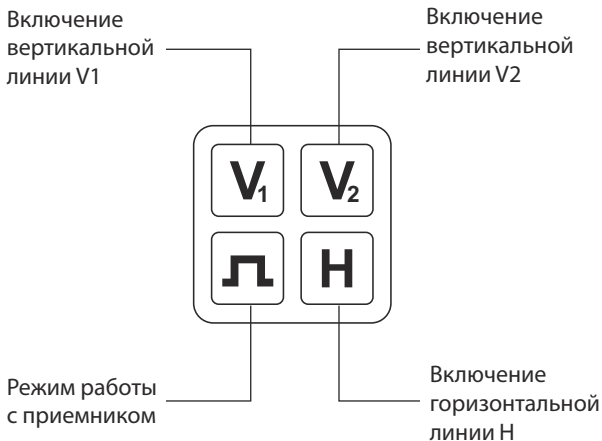 Включение
вертикальной
линии V1
Включение
вертикальной
линии V2
V1
V2
H
Режим работы
с приемником
Включение
горизонтальной
линии H